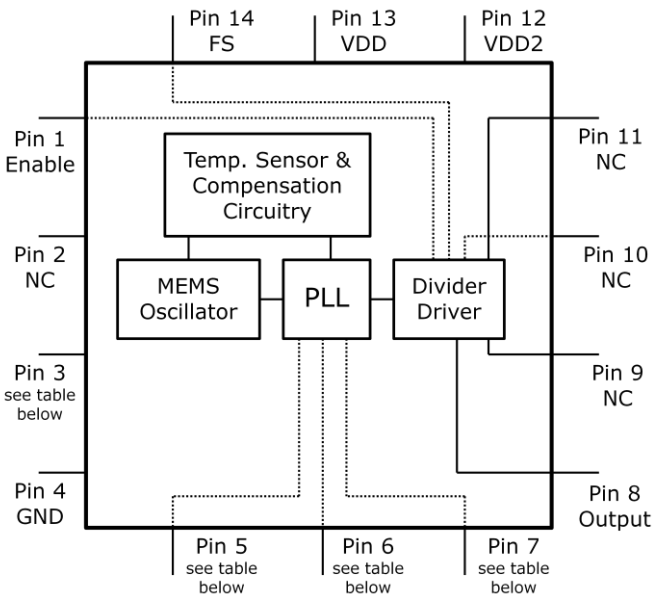 Pin 14
FS
Pin 13
VDD
Pin 12
VDD2
Pin 1
Enable
Pin 11
NC
Temp. Sensor &
Compensation
Circuitry
Pin 2
NC
Pin 10
NC
MEMS
Oscillator
PLL
Divider
Driver
Pin 3
see table
below
Pin 9
NC
Pin 4
GND
Pin 8
Output
Pin 5
see table
below
Pin 6
see table
below
Pin 7
see table
below